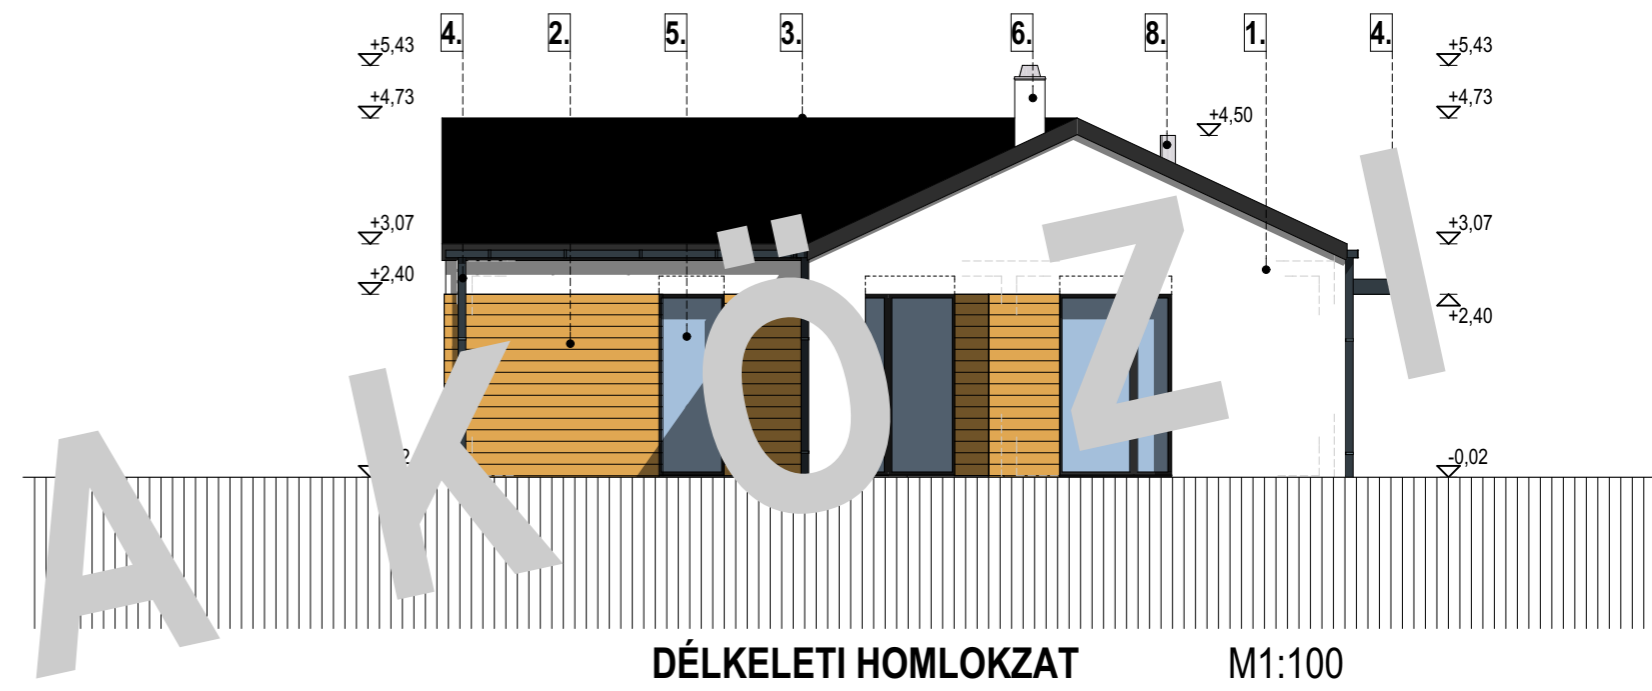 4. 2. 5. 3. 6. 8. 1. 4.
+5,43 +5,43
+4,73 +4,50 +4,73
+3,07 +3,07
+2,40 +2,40
-0,02
AKÖZI
DÉLKELETI HOMLOKZAT M1:100